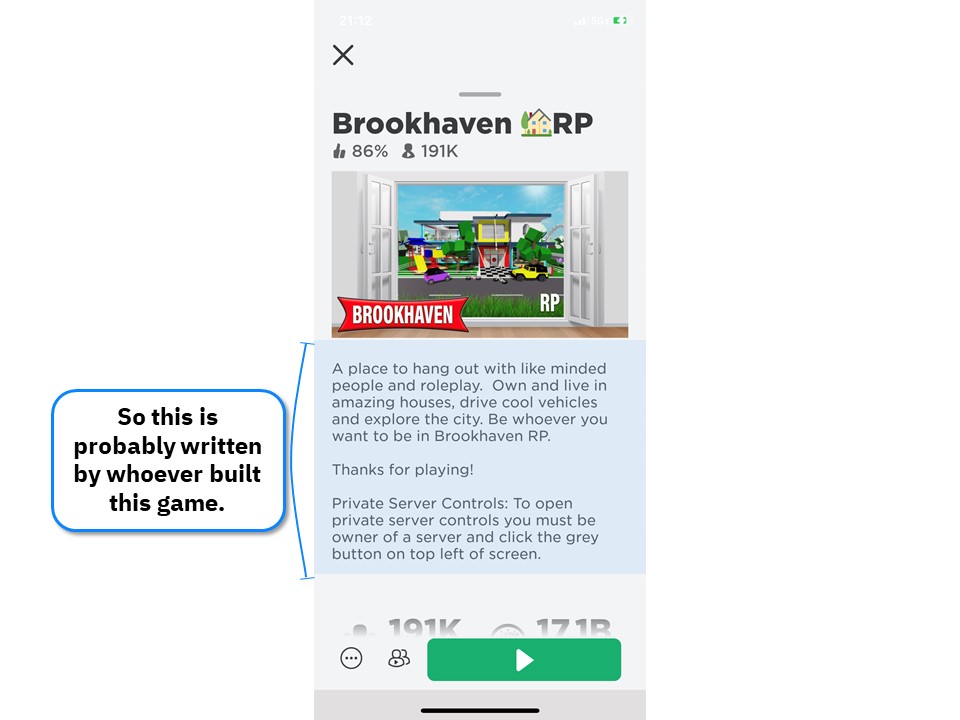 21:12
5G
Brookhaven 🏡RP
86% 191K
BROOKHAVEN
RP
A place to hang out with like minded
people and roleplay.  Own and live in
amazing houses, drive cool vehicles
and explore the city. Be whoever you
want to be in Brookhaven RP.
Thanks for playing!
Private Server Controls: To open
private server controls you must be
owner of a server and click the grey
button on top left of screen.
So this is
probably written
by whoever built
this game.
191K 17.1B